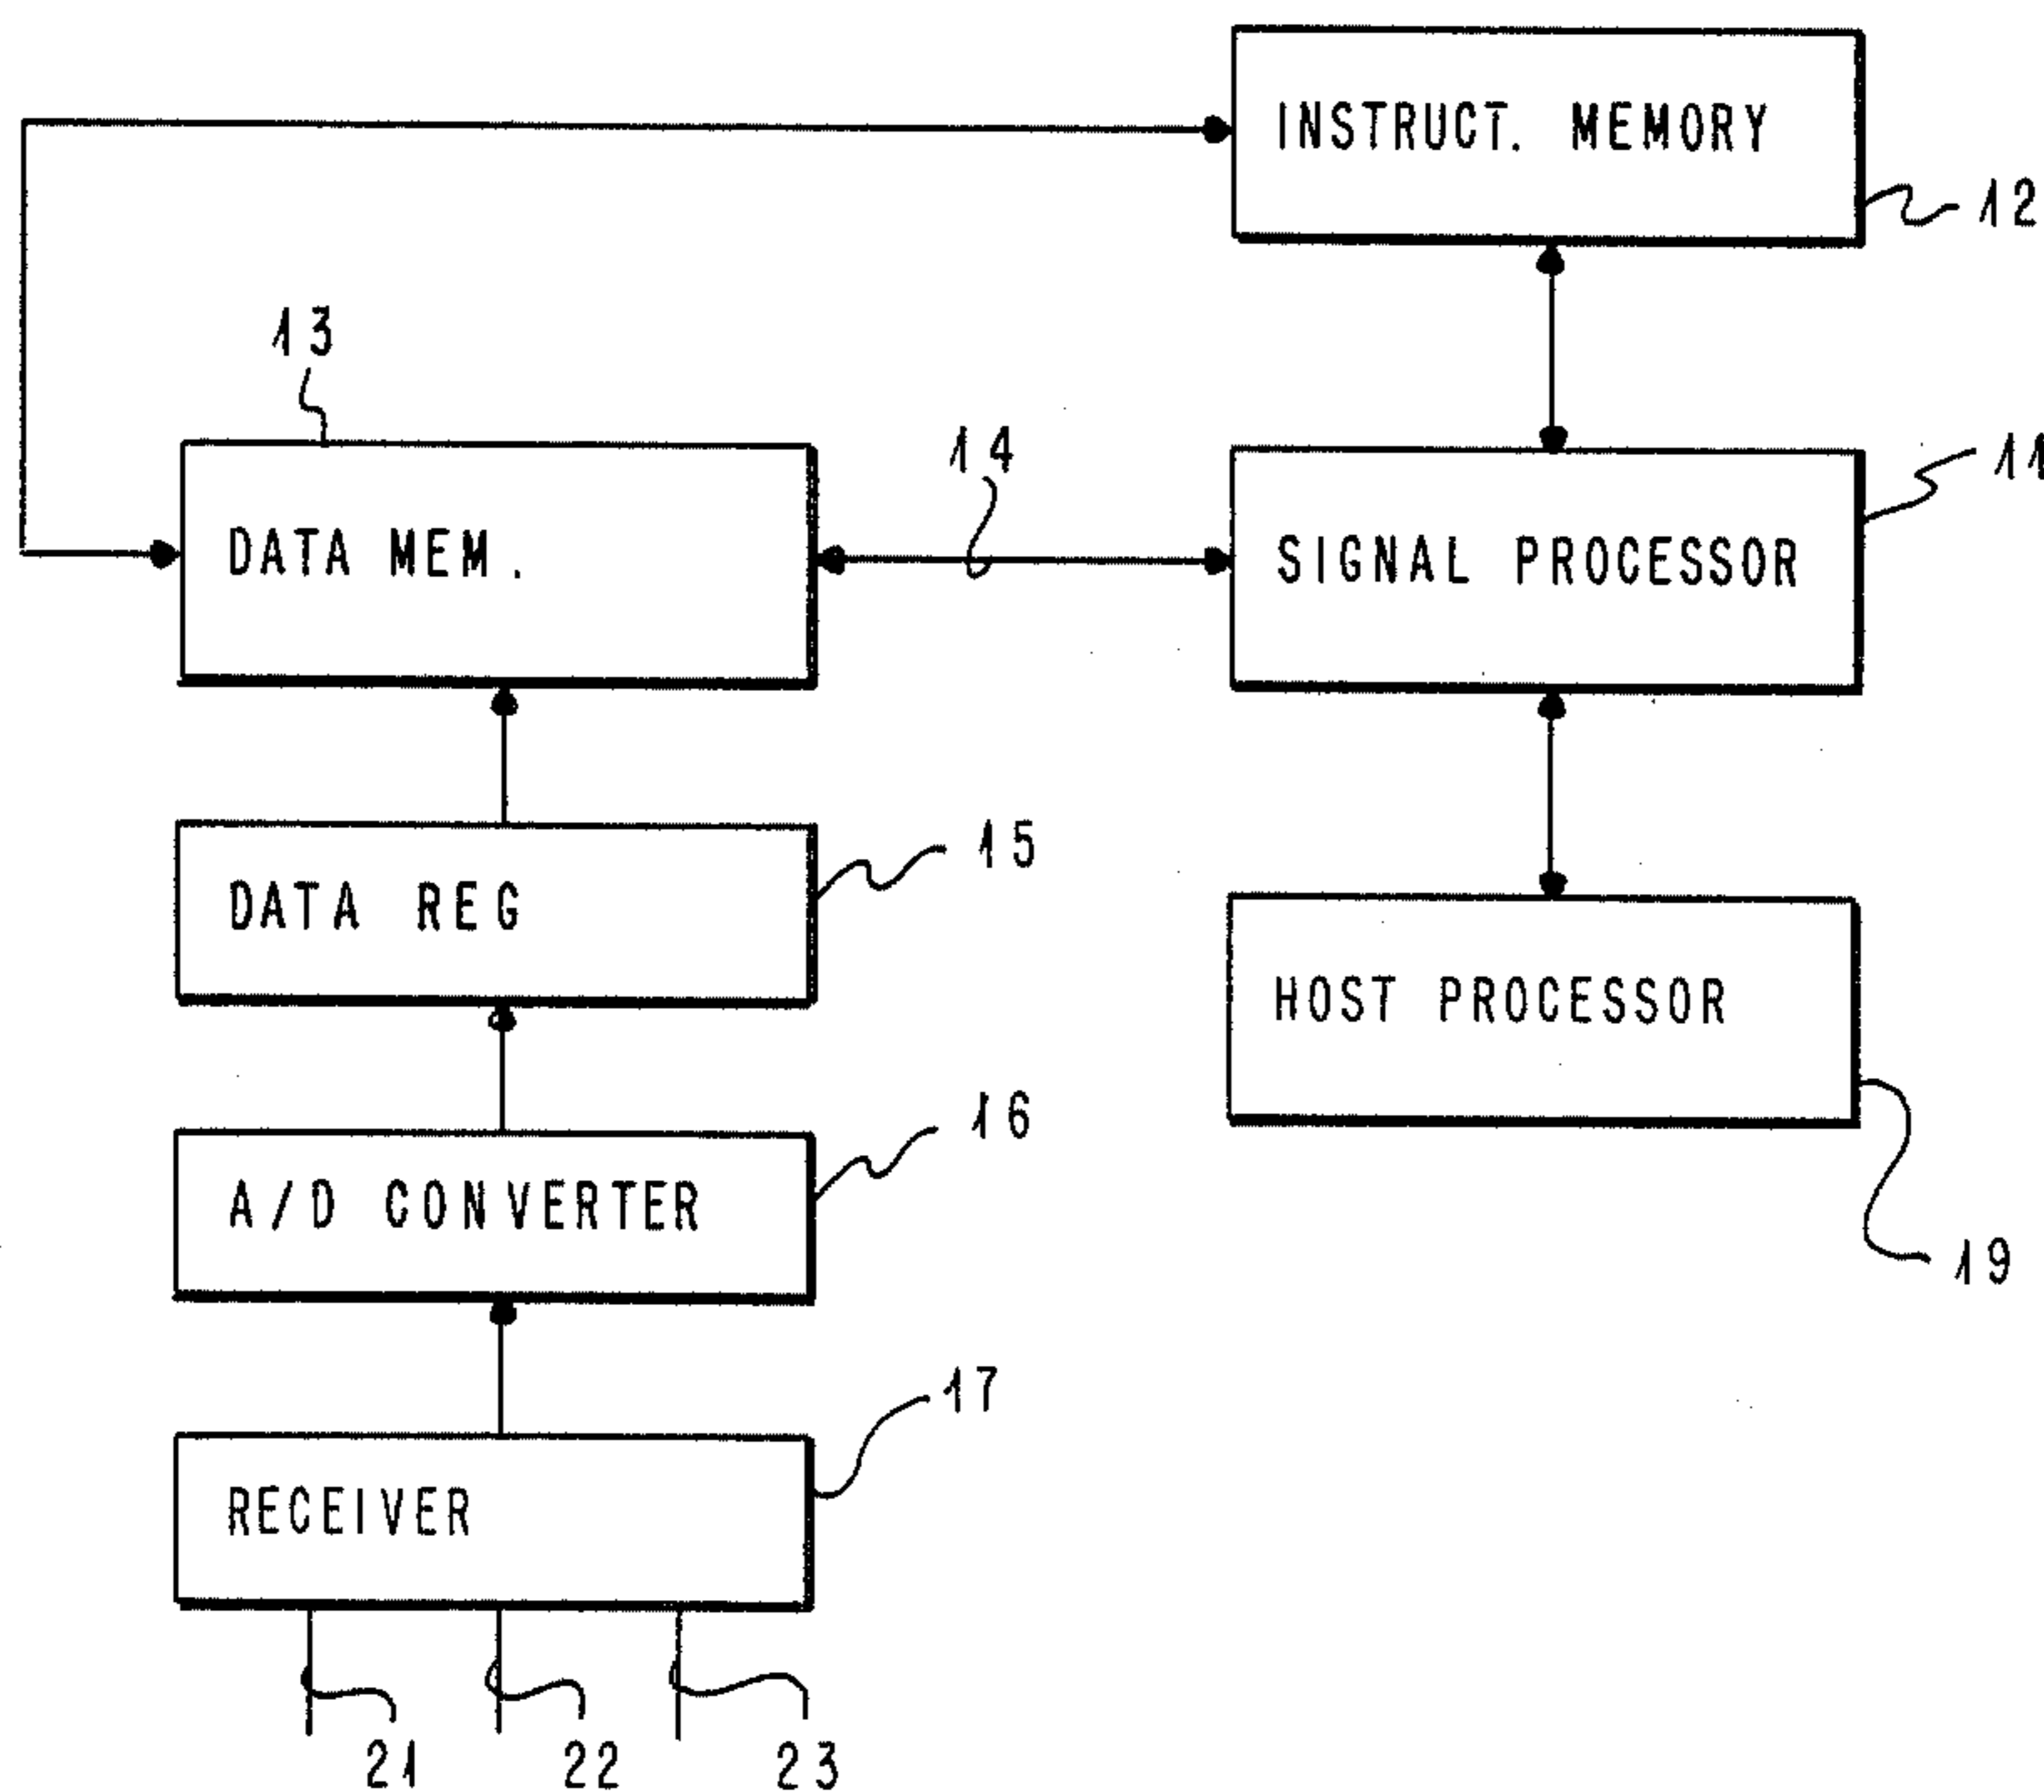 INSTRUCT. MEMORY
12
13
14
11
DATA MEM.
SIGNAL PROCESSOR
15
DATA REG
HOST PROCESSOR
16
A/D CONVERTER
19
17
RECEIVER
21
22
23